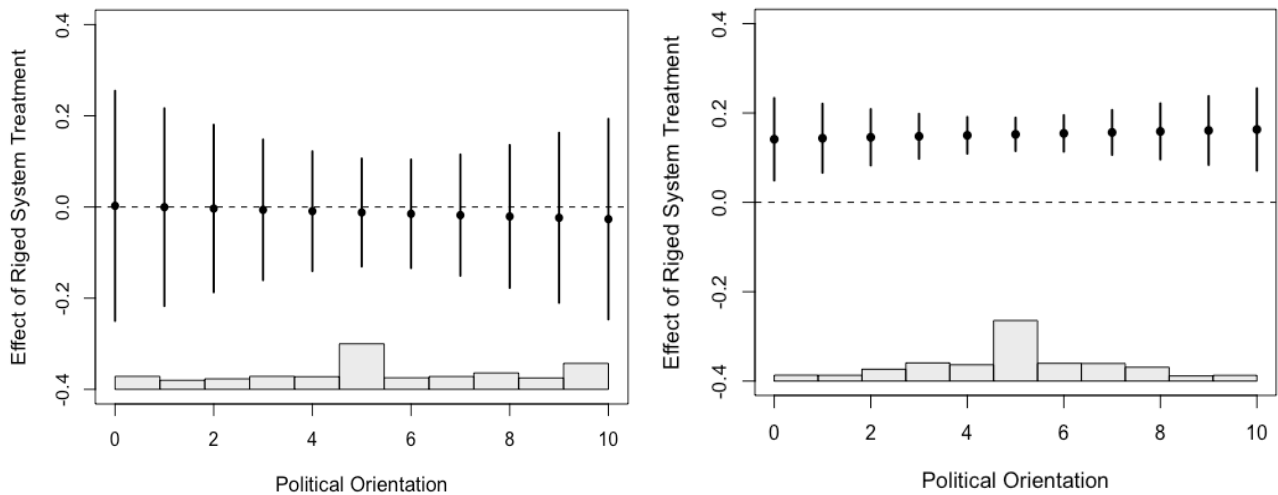 Effect of Riged System Treatment
0.4
0.2
0.0
-0.2
-0.4
0 2 4 6 8 10
Political Orientation
Effect of Riged System Treatment
0.4
0.2
0.0
-0.2
-0.4
0 2 4 6 8 10
Political Orientation